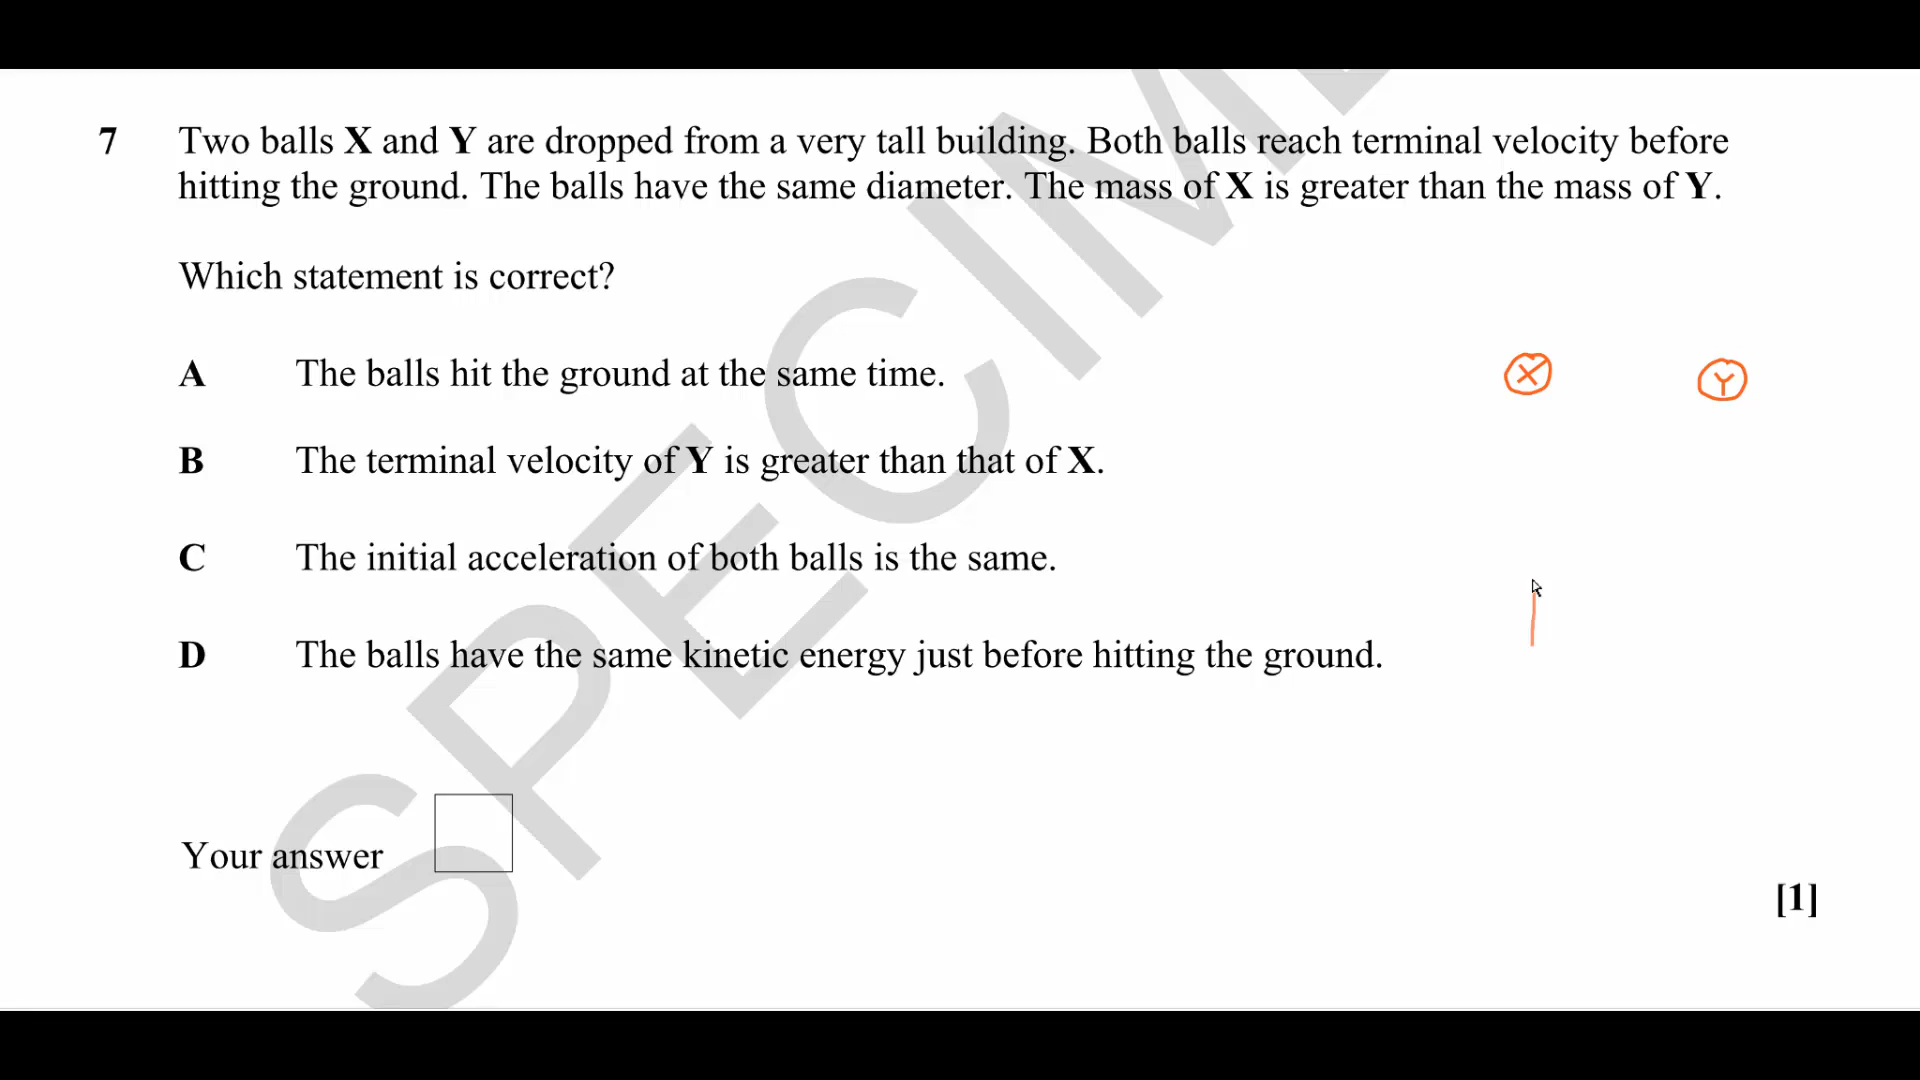 7 Two balls X and Y are dropped from a very tall building. Both balls reach terminal velocity before
hitting the ground. The balls have the same diameter. The mass of X is greater than the mass of Y.
Which statement is correct?
A The balls hit the ground at the same time.
X Y
B The terminal velocity of Y is greater than that of X.
C The initial acceleration of both balls is the same.
D The balls have the same kinetic energy just before hitting the ground.
Your answer
[1]
SPECIME